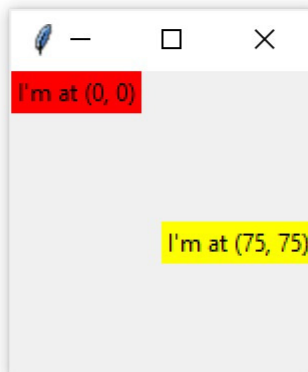 I'm at (0, 0)
I'm at (75, 75)